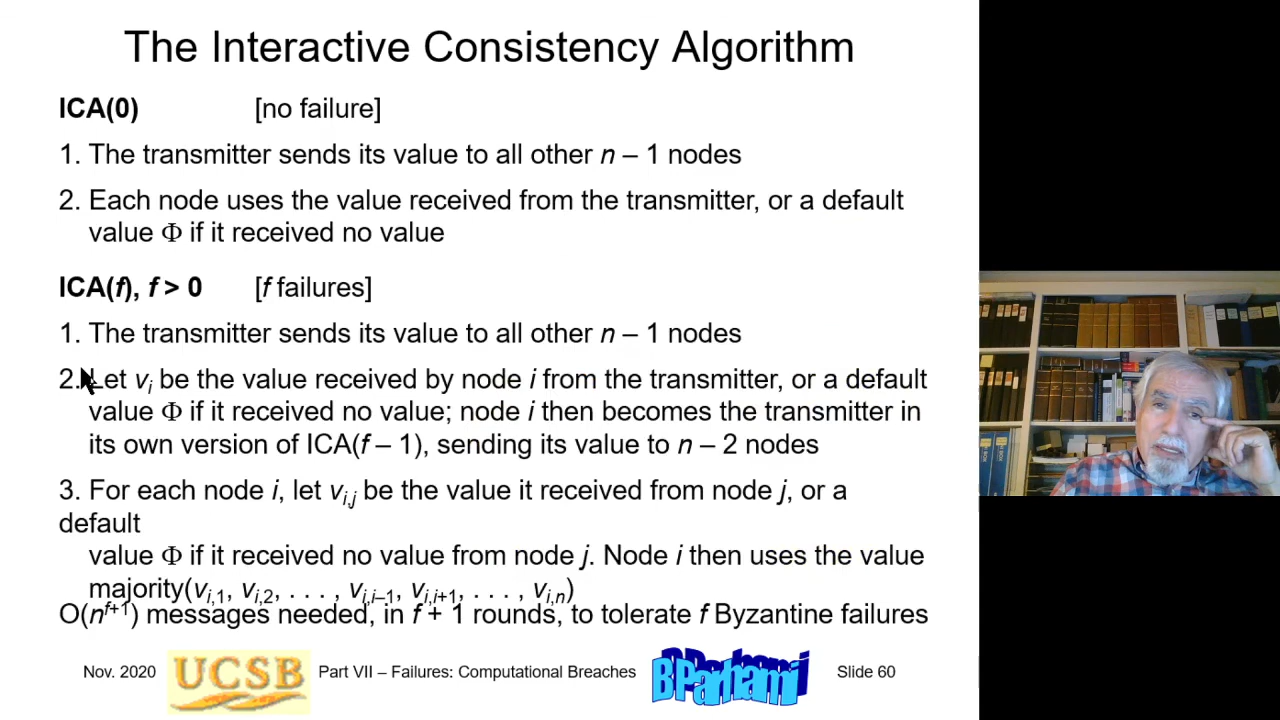 The Interactive Consistency Algorithm
ICA(0) [no failure]
1. The transmitter sends its value to all other n – 1 nodes
2. Each node uses the value received from the transmitter, or a default
value Φ if it received no value
ICA(f), f > 0 [f failures]
1. The transmitter sends its value to all other n – 1 nodes
2. Let vi be the value received by node i from the transmitter, or a default
value Φ if it received no value; node i then becomes the transmitter in
its own version of ICA(f – 1), sending its value to n – 2 nodes
3. For each node i, let vi,j be the value it received from node j, or a
default
value Φ if it received no value from node j. Node i then uses the value
majority(vi,1, vi,2, . . . , vi,i–1, vi,i+1, . . . , vi,n)
O(nf+1) messages needed, in f + 1 rounds, to tolerate f Byzantine failures
Nov. 2020 UCSB Part VII – Failures: Computational Breaches B Parhami Slide 60